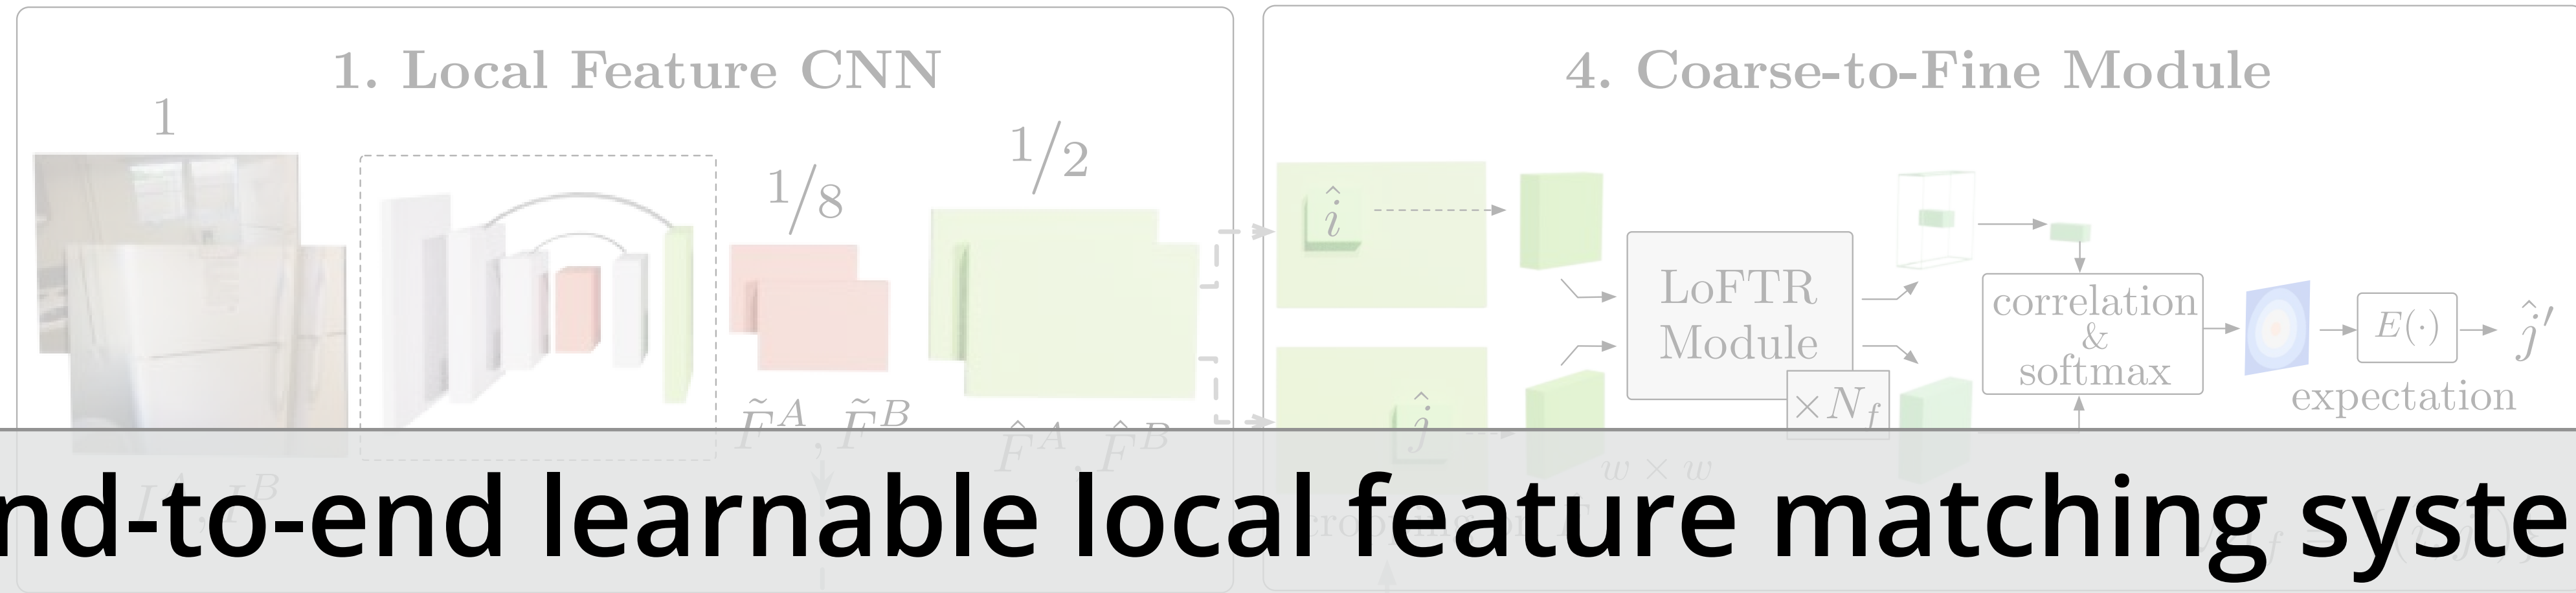 1. Local Feature CNN
1
1/8
1/2
F̃^A, F̃^B
F̂^A, F̂^B
I^A, I^B
4. Coarse-to-Fine Module
î
ĵ
LoFTR
Module
×N_f
w × w
correlation
&
softmax
E(·)
ĵ′
expectation
nd-to-end learnable local feature matching syste